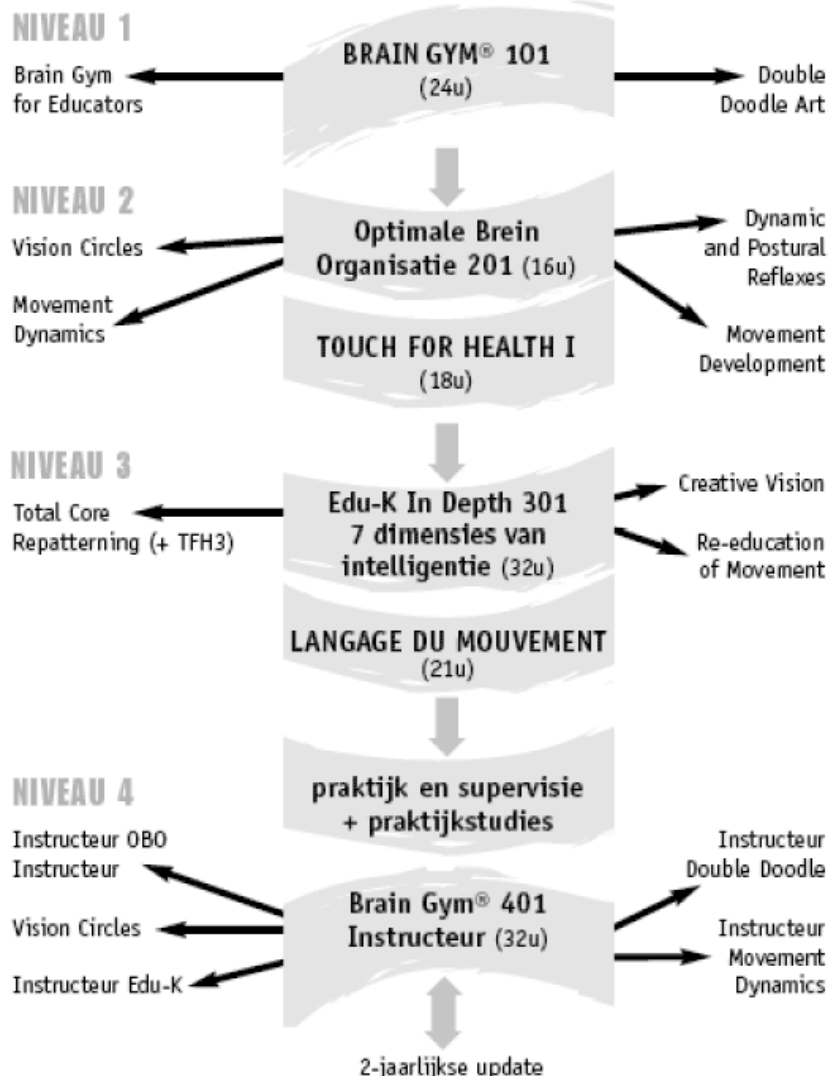 NIVEAU 1
BRAIN GYM® 101
(24u)
Brain Gym
for Educators
Double
Doodle Art
NIVEAU 2
Optimale Brein
Organisatie 201 (16u)
Vision Circles
Movement
Dynamics
Dynamic
and Postural
Reflexes
Movement
Development
TOUCH FOR HEALTH I
(18u)
NIVEAU 3
Edu-K In Depth 301
7 dimensies van
intelligentie (32u)
Total Core
Repatterning (+ TFH3)
Creative Vision
Re-education
of Movement
LANGAGE DU MOUVEMENT
(21u)
NIVEAU 4
praktijk en supervisie
+ praktijkstudies
Brain Gym® 401
Instructeur (32u)
Instructeur OBO
Instructeur
Vision Circles
Instructeur Edu-K
Instructeur
Double Doodle
Instructeur
Movement
Dynamics
2-jaarlijkse update